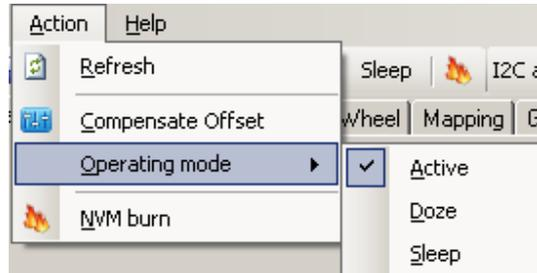 Action Help
Refresh
Sleep I2C
Compensate Offset
Wheel Mapping
Operating mode
Active
Doze
NVM burn
Sleep